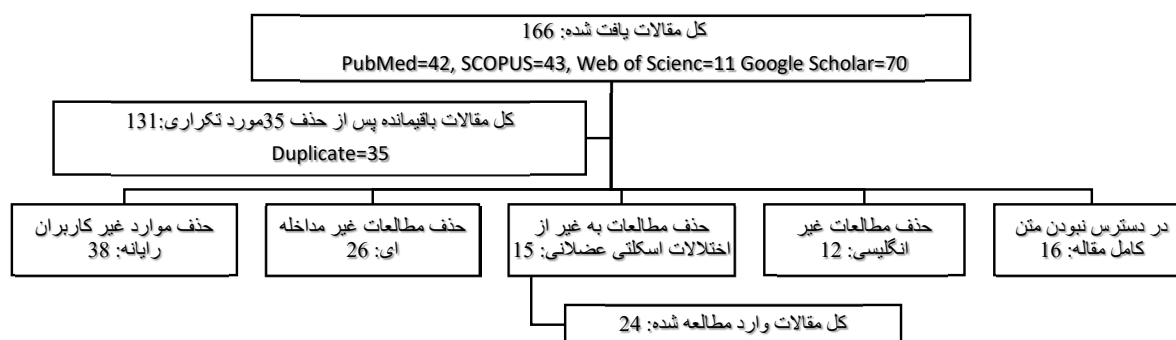 کل مقالات یافت شده: 166
PubMed=42, SCOPUS=43, Web of Scienc=11 Google Scholar=70
کل مقالات باقیمانده پس از حذف 35مورد تکراری:131
Duplicate=35
در دسترس نبودن متن
کامل مقاله: 16
حذف مطالعات غیر
انگلیسی: 12
حذف مطالعات به غیر از
اختلالات اسکلتی عضلانی: 15
حذف مطالعات غیر مداخله
ای: 26
حذف موارد غیر کاربران
رایانه: 38
کل مقالات وارد مطالعه شده: 24